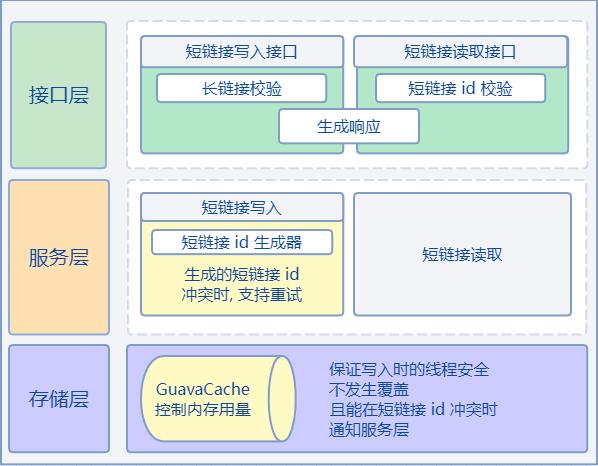 接口层
短链接写入接口
长链接校验
短链接读取接口
短链接 id 校验
生成响应
服务层
短链接写入
短链接 id 生成器
生成的短链接 id
冲突时, 支持重试
短链接读取
存储层
GuavaCache
控制内存用量
保证写入时的线程安全
不发生覆盖
且能在短链接 id 冲突时
通知服务层